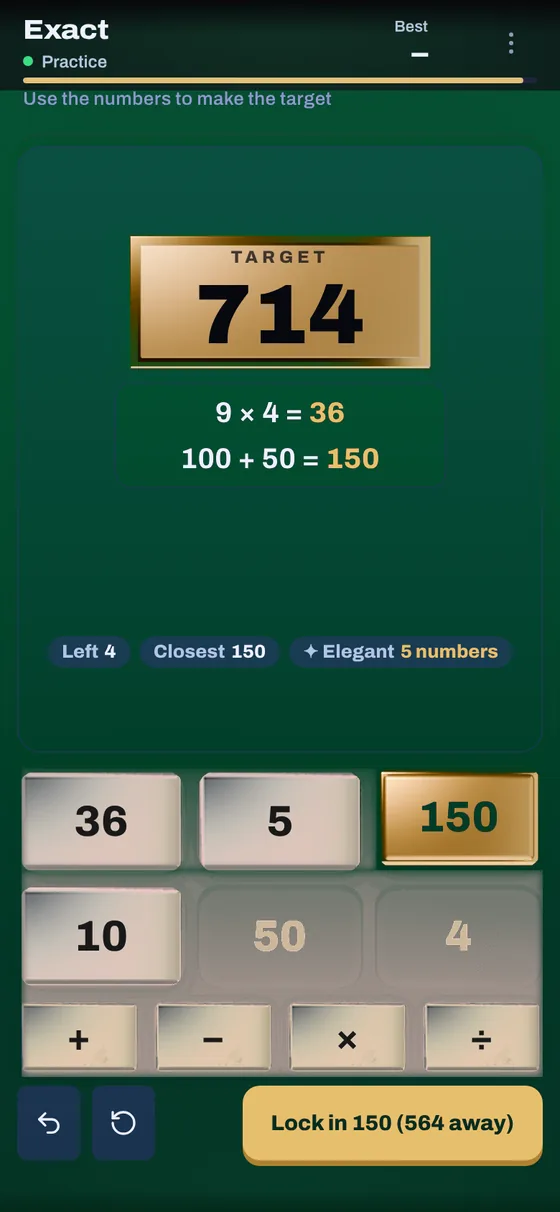 Exact
Best
Practice
–
Use the numbers to make the target
TARGET
714
9 × 4 = 36
100 + 50 = 150
Left 4
Closest 150
✦ Elegant 5 numbers
36
5
150
10
50
4
+
−
×
÷
Lock in 150 (564 away)